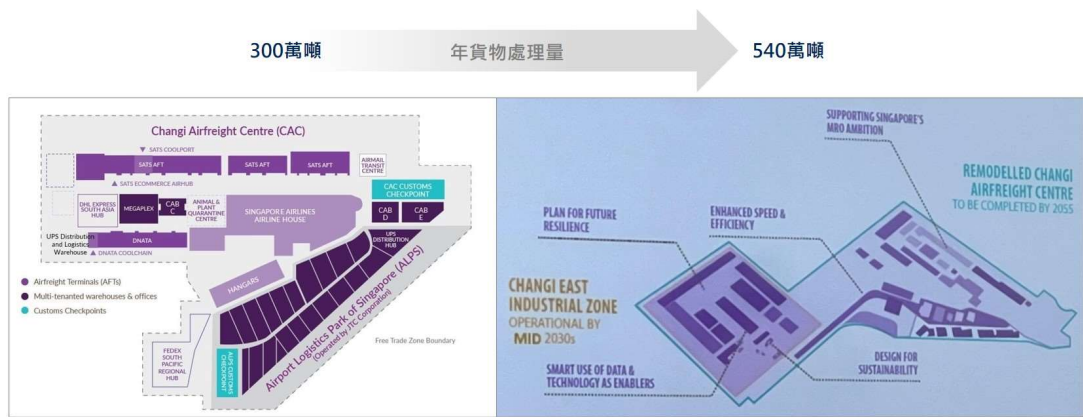 300萬噸
年貨物處理量
540萬噸
Changi Airfreight Centre (CAC)
▼ SATS COOLPORT
SATS AFT
SATS AFT
SATS AFT
AIRMAIL
TRANSIT
CENTRE
▲ SATS ECOMMERCE AIRHUB
CAC CUSTOMS
CHECKPOINT
DHL EXPRESS
SOUTH ASIA
HUB
MEGAPLEX
CAB
C
ANIMAL &
PLANT
QUARANTINE
CENTRE
SINGAPORE AIRLINES
AIRLINE HOUSE
CAB
D
CAB
E
UPS Distribution
and Logistics
Warehouse
DNATA
▲ DNATA COOLCHAIN
UPS
DISTRIBUTION
HUB
Airfreight Terminals (AFTs)
Multi-tenanted warehouses & offices
Customs Checkpoints
HANGARS
Airport Logistics Park of Singapore (ALPS)
(Operated by JTC Corporation)
Free Trade Zone Boundary
FEDEX
SOUTH
PACIFIC
REGIONAL
HUB
ALPS CUSTOMS
CHECKPOINT
SUPPORTING SINGAPORE'S
MRO AMBITION
REMODELLED CHANGI
AIRFREIGHT CENTRE
TO BE COMPLETED BY 2055
PLAN FOR FUTURE
RESILIENCE
ENHANCED SPEED &
EFFICIENCY
CHANGI EAST
INDUSTRIAL ZONE
OPERATIONAL BY
MID 2030s
SMART USE OF DATA &
TECHNOLOGY AS ENABLERS
DESIGN FOR
SUSTAINABILITY